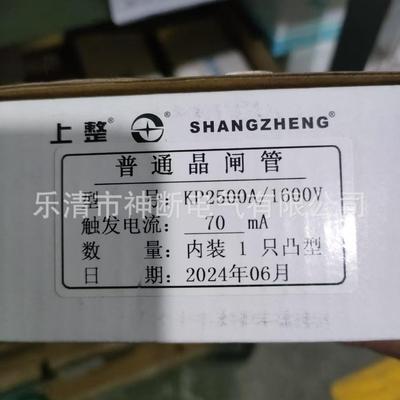 上整® SHANGZHENG®
普通晶闸管
型 号: KP2500A/1600V
乐清市神断电气有限公司
触发电流: 70 mA
数 量: 内装 1 只凸型
日 期: 2024年06月